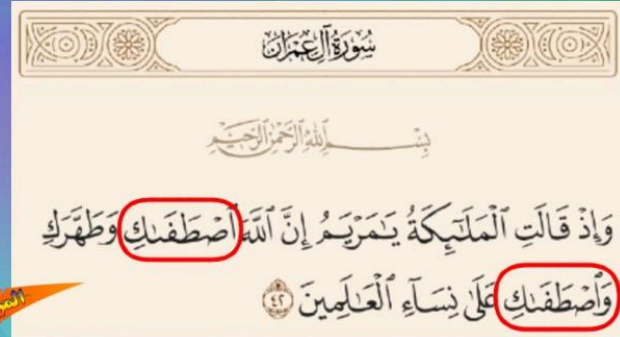 سُورَةُ آلِ عِمْرَانَ
بِسْمِ ٱللَّهِ ٱلرَّحْمَٰنِ ٱلرَّحِيمِ
وَإِذْ قَالَتِ ٱلْمَلَٰٓئِكَةُ يَٰمَرْيَمُ إِنَّ ٱللَّهَ ٱصْطَفَىٰكِ وَطَهَّرَكِ
وَٱصْطَفَىٰكِ عَلَىٰ نِسَآءِ ٱلْعَٰلَمِينَ ٤٢